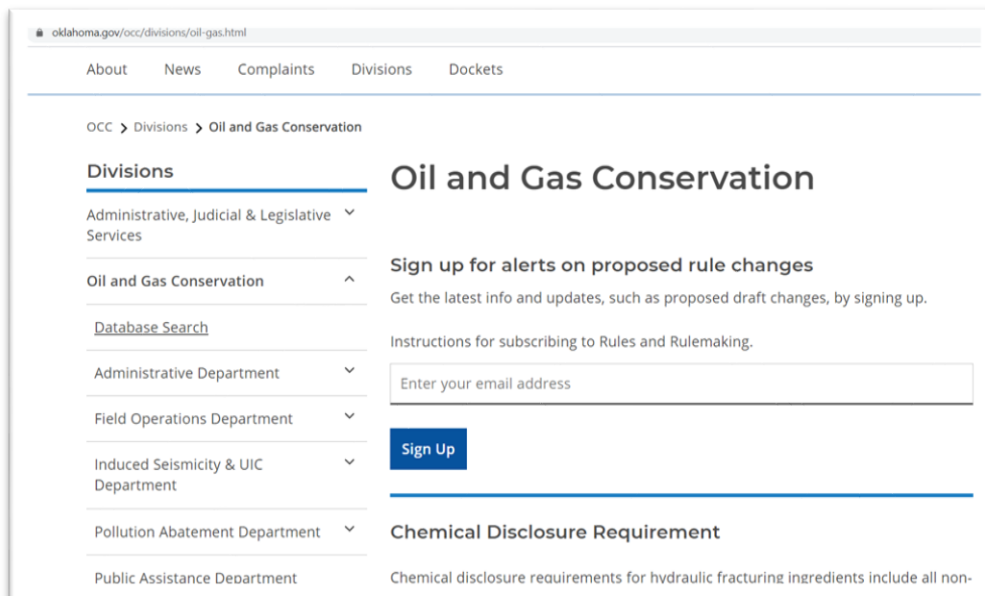 oklahoma.gov/occ/divisions/oil-gas.html
About News Complaints Divisions Dockets
OCC > Divisions > Oil and Gas Conservation
Divisions
Administrative, Judicial & Legislative
Services
Oil and Gas Conservation
Database Search
Administrative Department
Field Operations Department
Induced Seismicity & UIC
Department
Pollution Abatement Department
Public Assistance Department
Oil and Gas Conservation
Sign up for alerts on proposed rule changes
Get the latest info and updates, such as proposed draft changes, by signing up.
Instructions for subscribing to Rules and Rulemaking.
Enter your email address
Sign Up
Chemical Disclosure Requirement
Chemical disclosure requirements for hydraulic fracturing ingredients include all non-